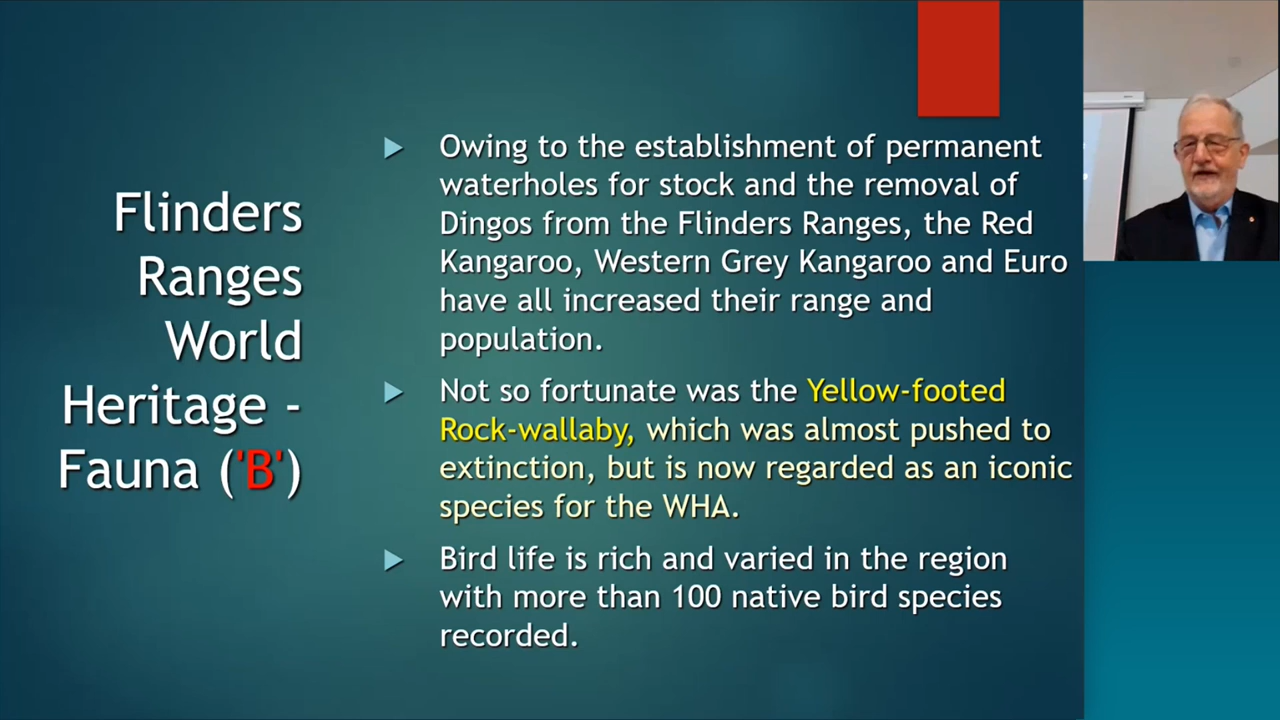 Flinders
Ranges
World
Heritage -
Fauna ('B')
Owing to the establishment of permanent
waterholes for stock and the removal of
Dingos from the Flinders Ranges, the Red
Kangaroo, Western Grey Kangaroo and Euro
have all increased their range and
population.
Not so fortunate was the Yellow-footed
Rock-wallaby, which was almost pushed to
extinction, but is now regarded as an iconic
species for the WHA.
Bird life is rich and varied in the region
with more than 100 native bird species
recorded.